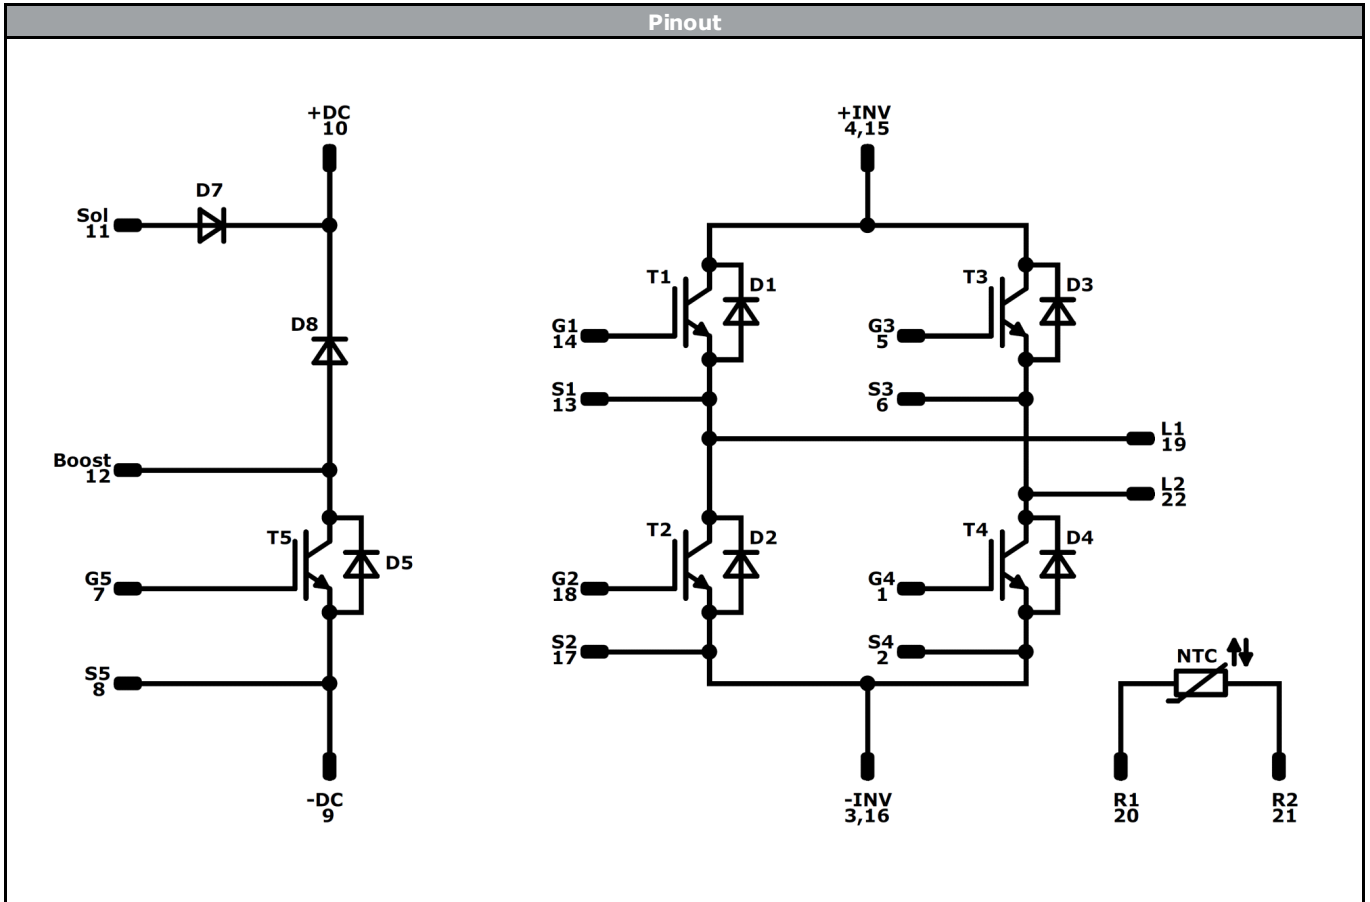 Pinout
+DC
10
+INV
4,15
D7
Sol
11
D8
T1
D1
T3
D3
G1
14
G3
5
S1
13
S3
6
L1
19
Boost
12
L2
22
T5
D5
T2
D2
T4
D4
G5
7
G2
18
G4
1
S2
17
S4
2
S5
8
NTC
-DC
9
-INV
3,16
R1
20
R2
21